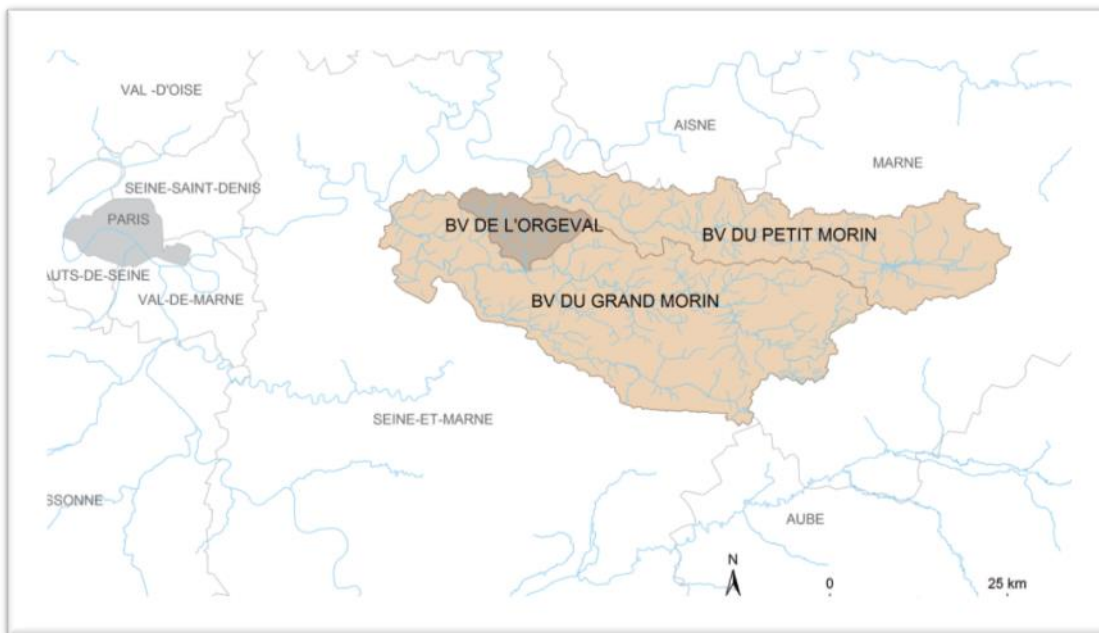 VAL -D'OISE
AISNE
MARNE
SEINE-SAINT-DENIS
PARIS
BV DE L'ORGEVAL
BV DU PETIT MORIN
AUTS-DE-SEINE
VAL-DE-MARNE
BV DU GRAND MORIN
SEINE-ET-MARNE
SSONNE
AUBE
N
0
25 km